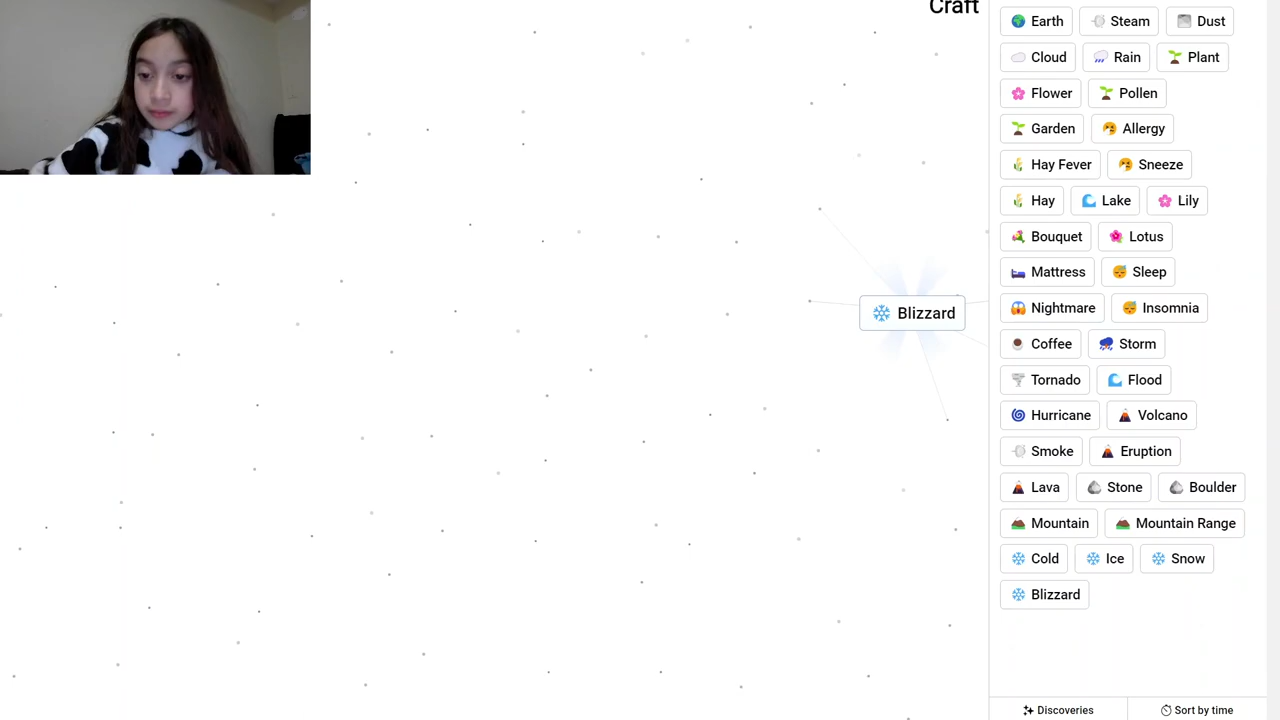 Craft
Earth Steam Dust
Cloud Rain Plant
Flower Pollen
Garden Allergy
Hay Fever Sneeze
Hay Lake Lily
Bouquet Lotus
Mattress Sleep
Nightmare Insomnia
Blizzard
Coffee Storm
Tornado Flood
Hurricane Volcano
Smoke Eruption
Lava Stone Boulder
Mountain Mountain Range
Cold Ice Snow
Blizzard
Discoveries Sort by time